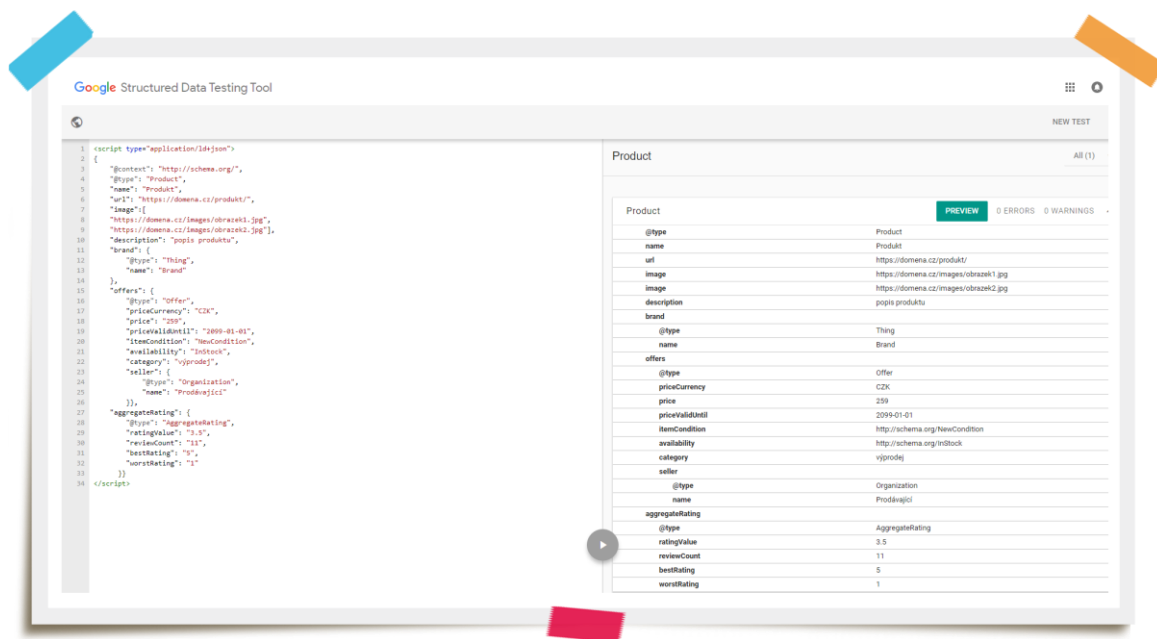 Google Structured Data Testing Tool
NEW TEST
1 <script type="application/ld+json">
2 {
3 "@context": "http://schema.org/",
4 "@type": "Product",
5 "name": "Produkt",
6 "url": "https://domena.cz/produkt/",
7 "image":[
8 "https://domena.cz/images/obrazek1.jpg",
9 "https://domena.cz/images/obrazek2.jpg"],
10 "description": "popis produktu",
11 "brand": {
12 "@type": "Thing",
13 "name": "Brand"
14 },
15 "offers": {
16 "@type": "Offer",
17 "priceCurrency": "CZK",
18 "price": "259",
19 "priceValidUntil": "2099-01-01",
20 "itemCondition": "NewCondition",
21 "availability": "InStock",
22 "category": "výprodej",
23 "seller": {
24 "@type": "Organization",
25 "name": "Prodávající"
26 }},
27 "aggregateRating": {
28 "@type": "AggregateRating",
29 "ratingValue": "3.5",
30 "reviewCount": "11",
31 "bestRating": "5",
32 "worstRating": "1"
33 }}
34 </script>
Product All (1)
Product PREVIEW 0 ERRORS 0 WARNINGS
@type Product
name Produkt
url https://domena.cz/produkt/
image https://domena.cz/images/obrazek1.jpg
image https://domena.cz/images/obrazek2.jpg
description popis produktu
brand
@type Thing
name Brand
offers
@type Offer
priceCurrency CZK
price 259
priceValidUntil 2099-01-01
itemCondition http://schema.org/NewCondition
availability http://schema.org/InStock
category výprodej
seller
@type Organization
name Prodávající
aggregateRating
@type AggregateRating
ratingValue 3.5
reviewCount 11
bestRating 5
worstRating 1